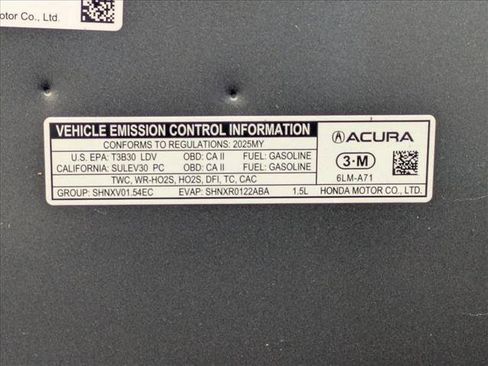 Motor Co., Ltd.
VEHICLE EMISSION CONTROL INFORMATION
CONFORMS TO REGULATIONS: 2025MY
U.S. EPA: T3B30 LDV OBD: CA II FUEL: GASOLINE
CALIFORNIA: SULEV30 PC OBD: CA II FUEL: GASOLINE
TWC, WR-HO2S, HO2S, DFI, TC, CAC
GROUP: SHNXV01.54EC EVAP: SHNXR0122ABA 1.5L
ACURA
3·M
6LM-A71
HONDA MOTOR CO., LTD.